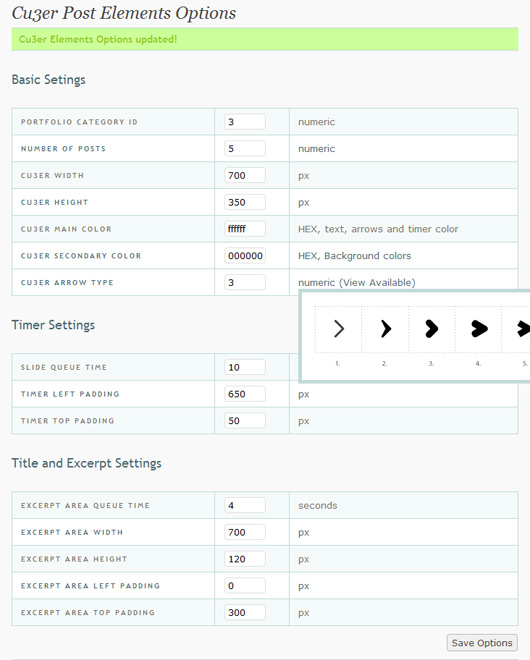 Cu3er Post Elements Options
Cu3er Elements Options updated!
Basic Setings
PORTFOLIO CATEGORY ID 3 numeric
NUMBER OF POSTS 5 numeric
CU3ER WIDTH 700 px
CU3ER HEIGHT 350 px
CU3ER MAIN COLOR ffffff HEX, text, arrows and timer color
CU3ER SECONDARY COLOR 000000 HEX, Background colors
CU3ER ARROW TYPE 3 numeric (View Available)
1. 2. 3. 4. 5.
Timer Settings
SLIDE QUEUE TIME 10
TIMER LEFT PADDING 650 px
TIMER TOP PADDING 50 px
Title and Excerpt Settings
EXCERPT AREA QUEUE TIME 4 seconds
EXCERPT AREA WIDTH 700 px
EXCERPT AREA HEIGHT 120 px
EXCERPT AREA LEFT PADDING 0 px
EXCERPT AREA TOP PADDING 300 px
Save Options